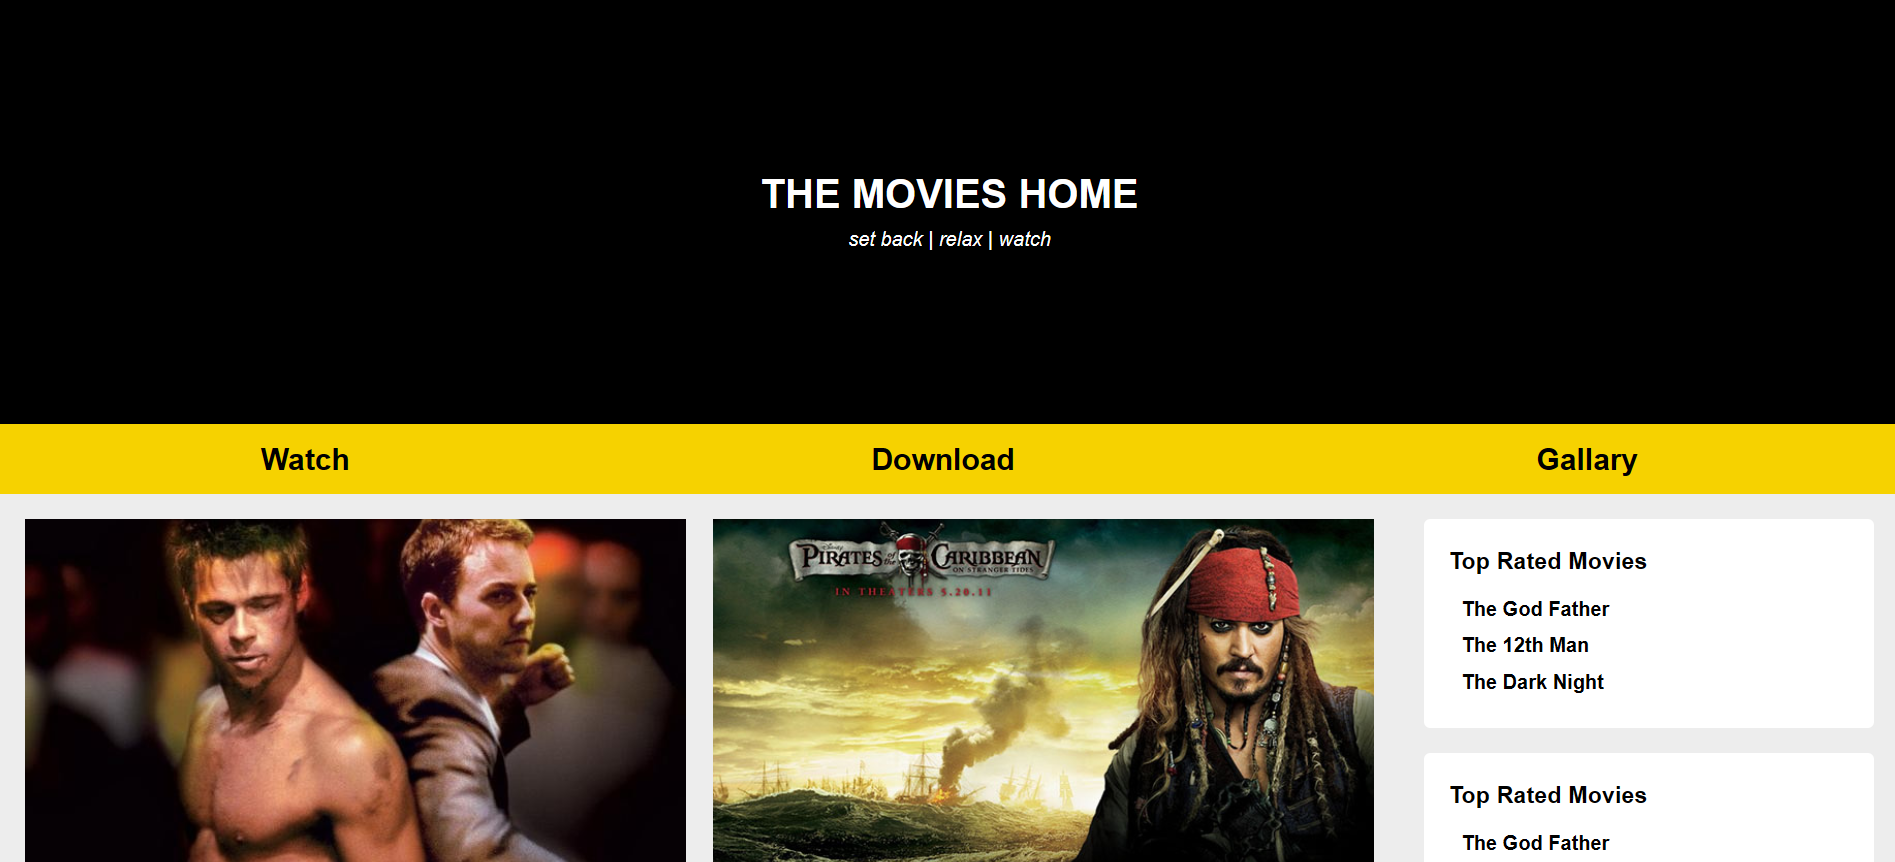 THE MOVIES HOME
set back | relax | watch
Watch
Download
Gallary
Disney
PIRATES of the CARIBBEAN
ON STRANGER TIDES
IN THEATERS 5.20.11
Top Rated Movies
The God Father
The 12th Man
The Dark Night
Top Rated Movies
The God Father